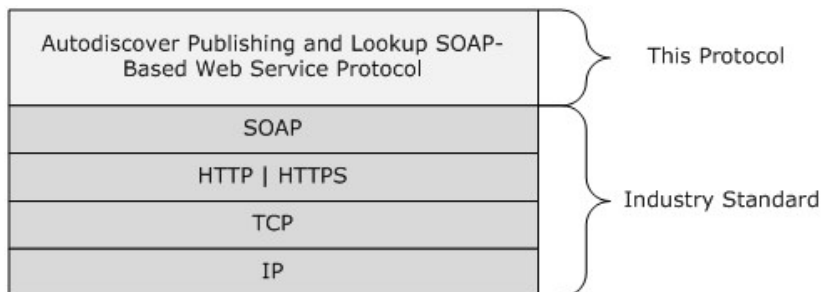 Autodiscover Publishing and Lookup SOAP-
Based Web Service Protocol
This Protocol
SOAP
HTTP | HTTPS
TCP
IP
Industry Standard